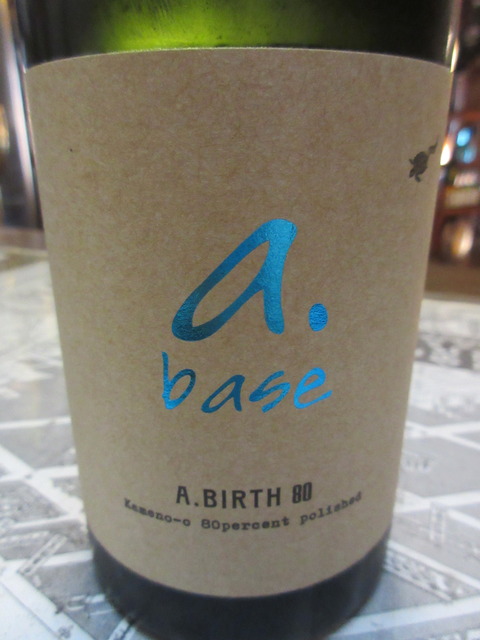 a.
base
A.BIRTH 80
Kameno-o 80percent polished